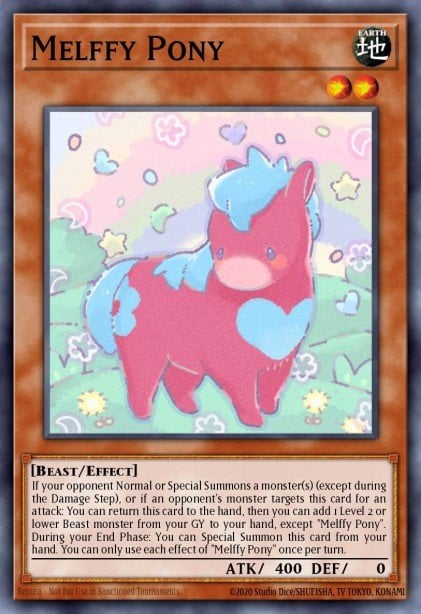 MELFFY PONY
EARTH
地
[BEAST/EFFECT]
If your opponent Normal or Special Summons a monster(s) (except during
the Damage Step), or if an opponent's monster targets this card for an
attack: You can return this card to the hand, then you can add 1 Level 2 or
lower Beast monster from your GY to your hand, except "Melffy Pony".
During your End Phase: You can Special Summon this card from your
hand. You can only use each effect of "Melffy Pony" once per turn.
ATK/ 400 DEF/ 0
Replica - Not For Use in Sanctioned Tournaments
©2020 Studio Dice/SHUEISHA, TV TOKYO, KONAMI